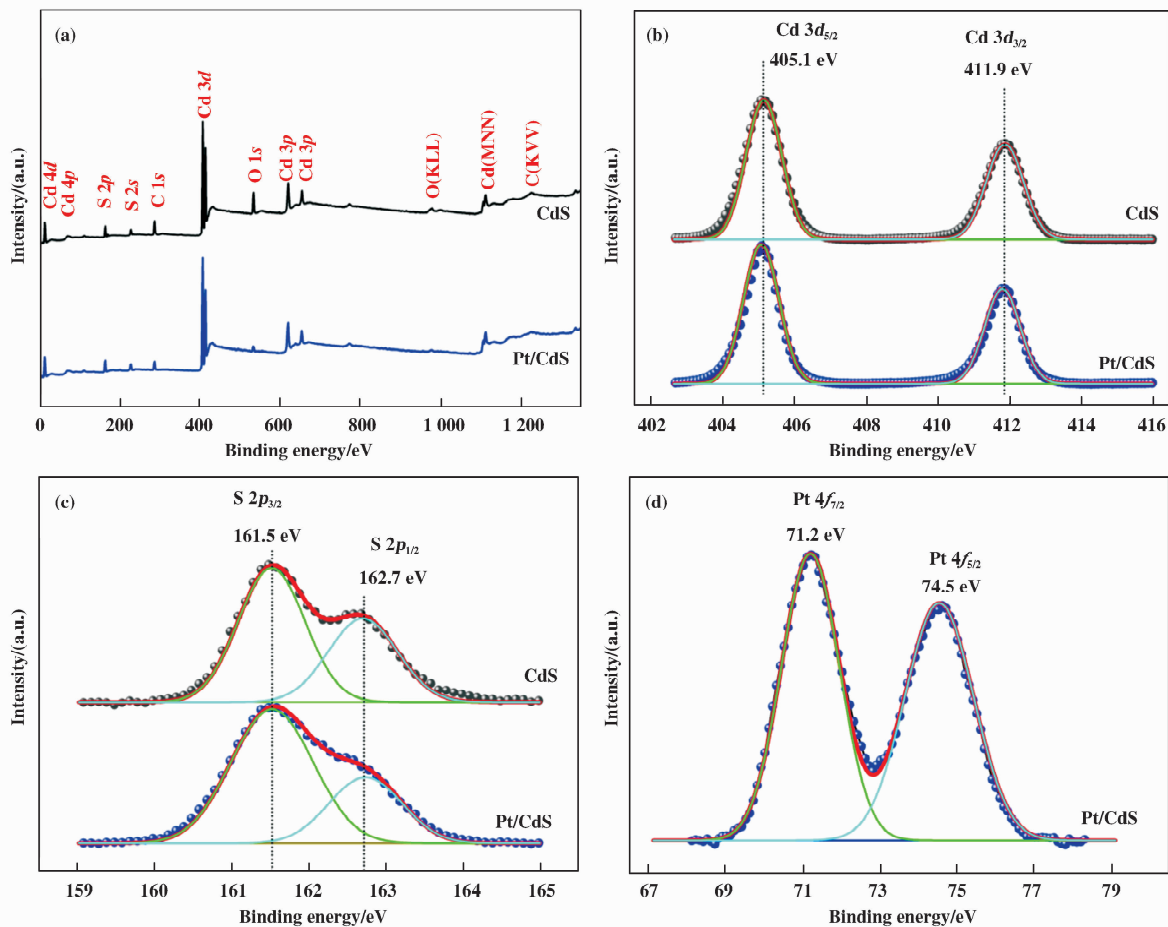 (a)
Intensity/(a.u.)
Cd 4d
Cd 4p
S 2p
S 2s
C 1s
Cd 3d
O 1s
Cd 3p
Cd 3p
O(KLL)
Cd(MNN)
C(KVV)
CdS
Pt/CdS
0 200 400 600 800 1 000 1 200
Binding energy/eV
(b)
Intensity/(a.u.)
Cd 3d5/2
405.1 eV
Cd 3d3/2
411.9 eV
CdS
Pt/CdS
402 404 406 408 410 412 414 416
Binding energy/eV
(c)
Intensity/(a.u.)
S 2p3/2
161.5 eV
S 2p1/2
162.7 eV
CdS
Pt/CdS
159 160 161 162 163 164 165
Binding energy/eV
(d)
Intensity/(a.u.)
Pt 4f7/2
71.2 eV
Pt 4f5/2
74.5 eV
Pt/CdS
67 69 71 73 75 77 79
Binding energy/eV